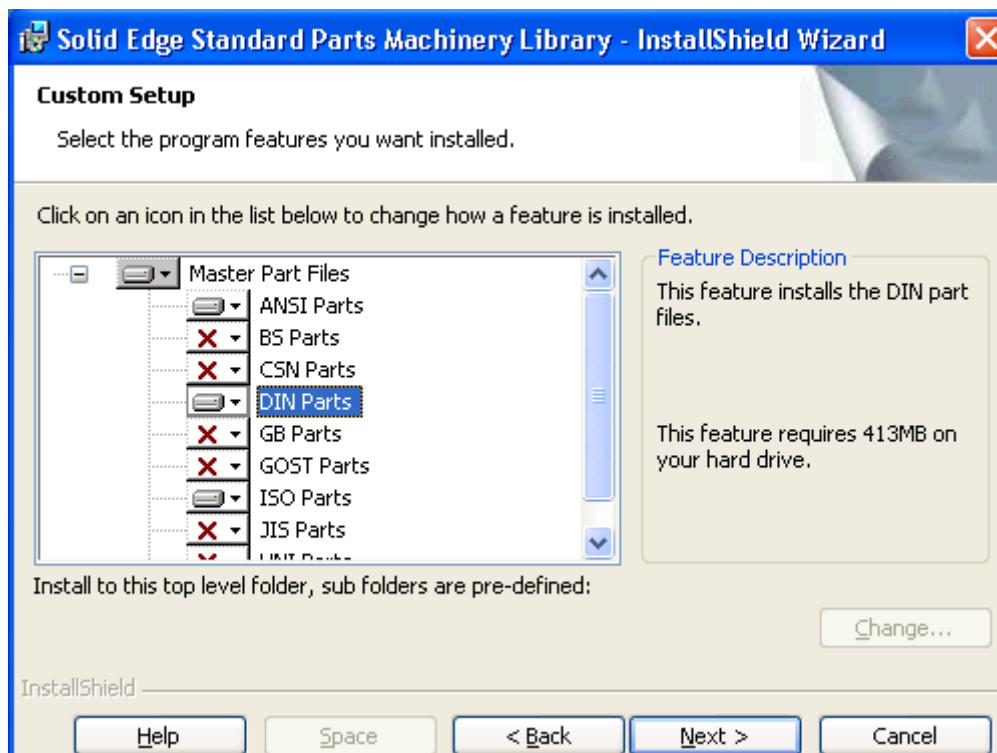 Solid Edge Standard Parts Machinery Library - InstallShield Wizard
Custom Setup
Select the program features you want installed.
Click on an icon in the list below to change how a feature is installed.
Master Part Files
ANSI Parts
BS Parts
CSN Parts
DIN Parts
GB Parts
GOST Parts
ISO Parts
JIS Parts
UNI Parts
Feature Description
This feature installs the DIN part
files.
This feature requires 413MB on
your hard drive.
Install to this top level folder, sub folders are pre-defined:
Change...
InstallShield
Help
Space
< Back
Next >
Cancel